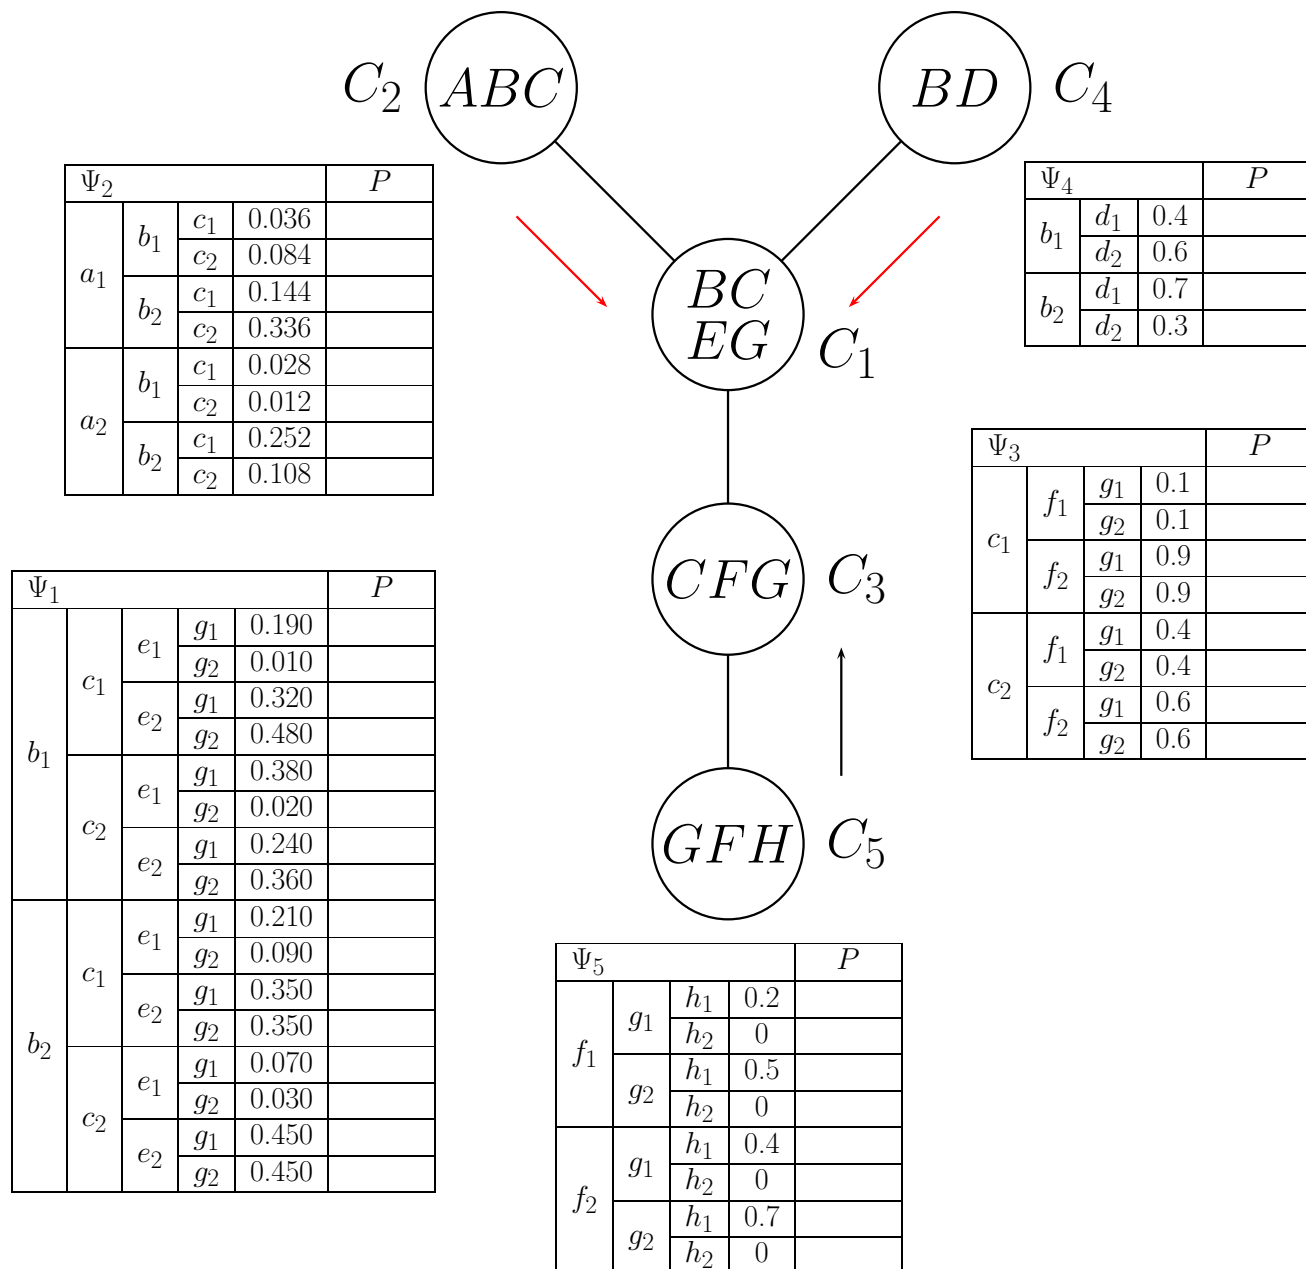 C2 ABC BD C4
Ψ2 P
a1 b1 c1 0.036
c2 0.084
b2 c1 0.144
c2 0.336
a2 b1 c1 0.028
c2 0.012
b2 c1 0.252
c2 0.108
Ψ4 P
b1 d1 0.4
d2 0.6
b2 d1 0.7
d2 0.3
BC
EG
C1
Ψ3 P
c1 f1 g1 0.1
g2 0.1
f2 g1 0.9
g2 0.9
c2 f1 g1 0.4
g2 0.4
f2 g1 0.6
g2 0.6
CFG C3
Ψ1 P
b1 c1 e1 g1 0.190
g2 0.010
e2 g1 0.320
g2 0.480
c2 e1 g1 0.380
g2 0.020
e2 g1 0.240
g2 0.360
b2 c1 e1 g1 0.210
g2 0.090
e2 g1 0.350
g2 0.350
c2 e1 g1 0.070
g2 0.030
e2 g1 0.450
g2 0.450
GFH C5
Ψ5 P
f1 g1 h1 0.2
h2 0
g2 h1 0.5
h2 0
f2 g1 h1 0.4
h2 0
g2 h1 0.7
h2 0